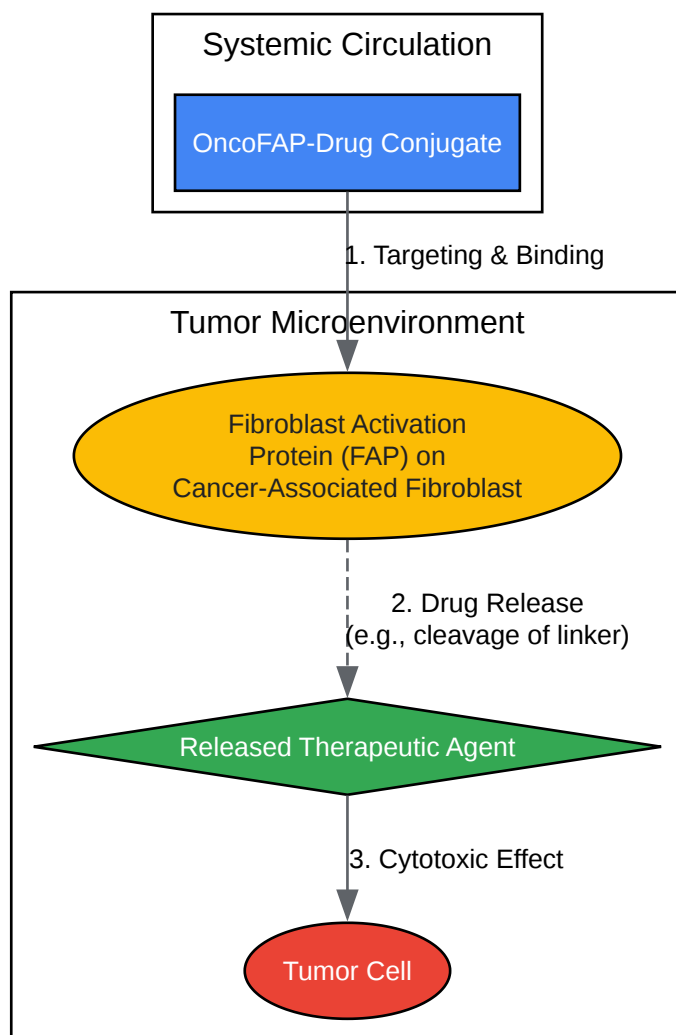 Systemic Circulation
OncoFAP-Drug Conjugate
1. Targeting & Binding
Tumor Microenvironment
Fibroblast Activation
Protein (FAP) on
Cancer-Associated Fibroblast
2. Drug Release
(e.g., cleavage of linker)
Released Therapeutic Agent
3. Cytotoxic Effect
Tumor Cell